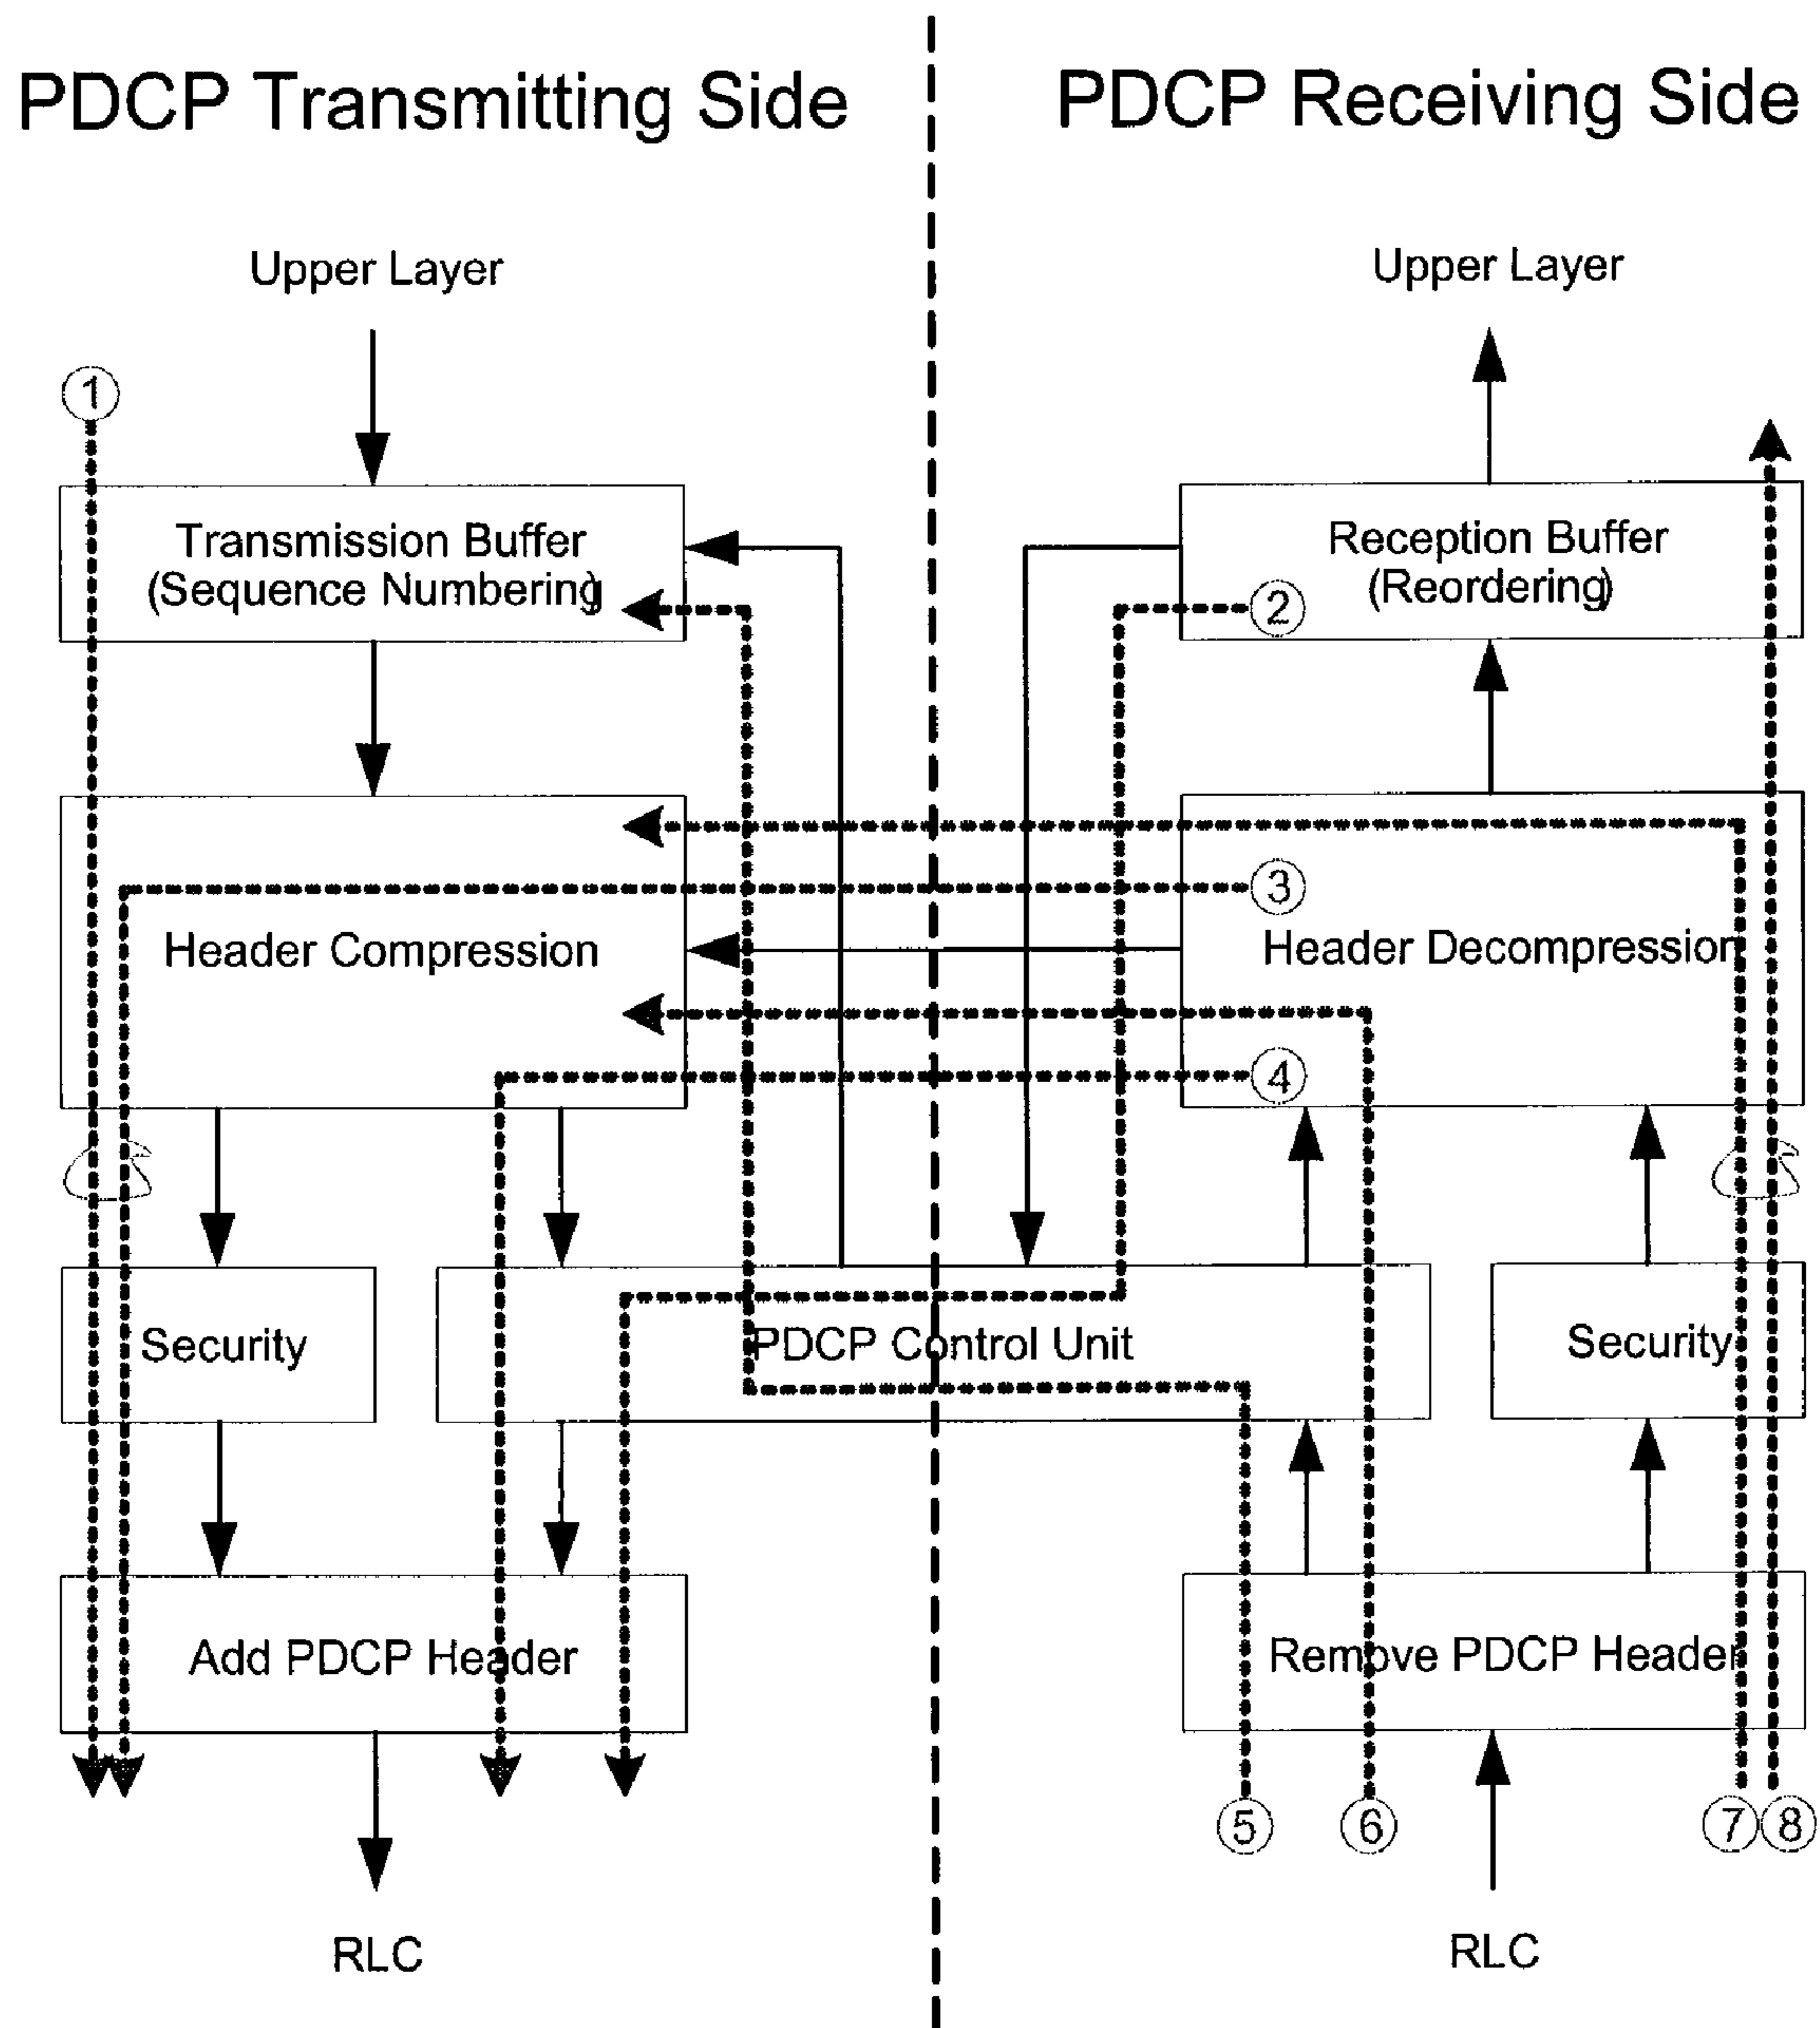 PDCP Transmitting Side
PDCP Receiving Side
Upper Layer
Upper Layer
1
Transmission Buffer
(Sequence Numbering)
Reception Buffer
(Reordering)
2
3
Header Compression
Header Decompression
4
Security
PDCP Control Unit
Security
Add PDCP Header
Remove PDCP Header
5
6
7
8
RLC
RLC